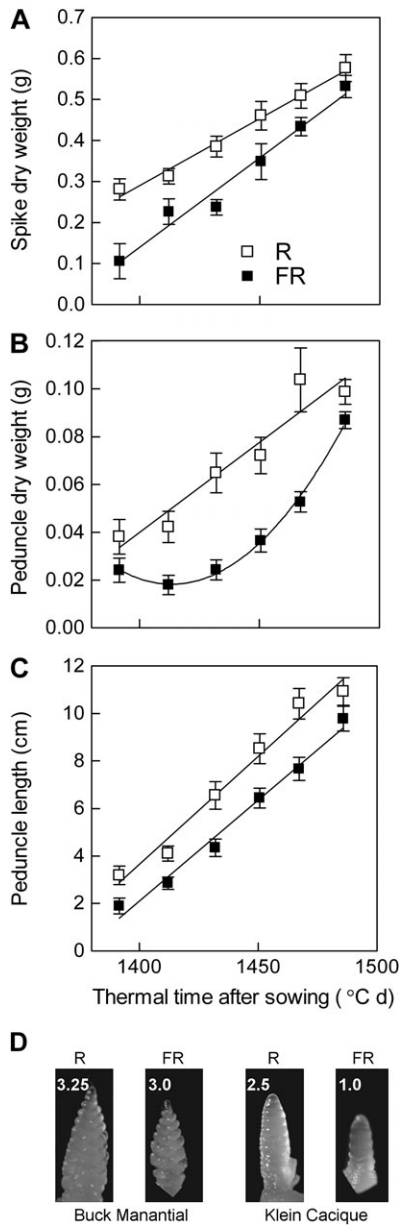 A
0.7
0.6
0.5
0.4
0.3
0.2
0.1
0.0
Spike dry weight (g)
R
FR
B
0.12
0.10
0.08
0.06
0.04
0.02
0.00
Peduncle dry weight (g)
C
12
10
8
6
4
2
0
Peduncle length (cm)
1400 1450 1500
Thermal time after sowing ( °C d)
D
R FR R FR
3.25 3.0 2.5 1.0
Buck Manantial Klein Cacique